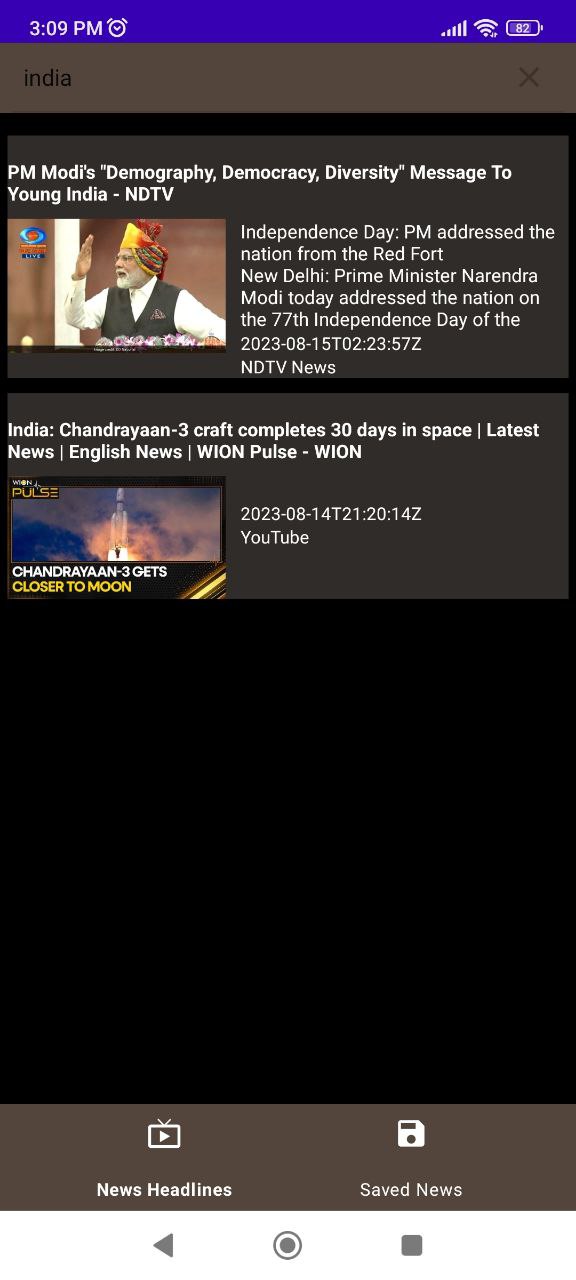 3:09 PM
82
india
PM Modi's "Demography, Democracy, Diversity" Message To
Young India - NDTV
LIVE
Independence Day: PM addressed the
nation from the Red Fort
New Delhi: Prime Minister Narendra
Modi today addressed the nation on
the 77th Independence Day of the
2023-08-15T02:23:57Z
NDTV News
India: Chandrayaan-3 craft completes 30 days in space | Latest
News | English News | WION Pulse - WION
WION
PULSE
CHANDRAYAAN-3 GETS
CLOSER TO MOON
2023-08-14T21:20:14Z
YouTube
News Headlines
Saved News